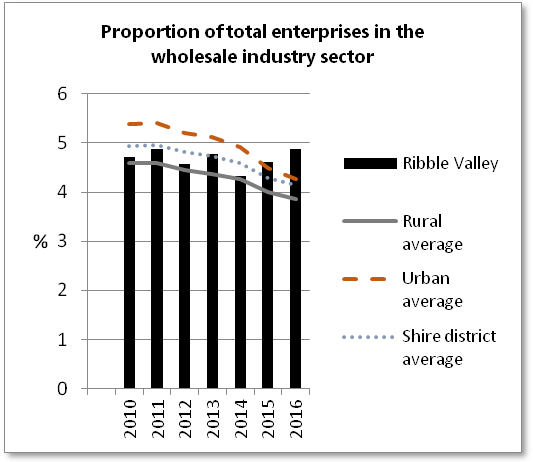 Proportion of total enterprises in the
wholesale industry sector
6
5
4
3
2
1
0
%
2010
2011
2012
2013
2014
2015
2016
Ribble Valley
Rural
average
Urban
average
Shire district
average